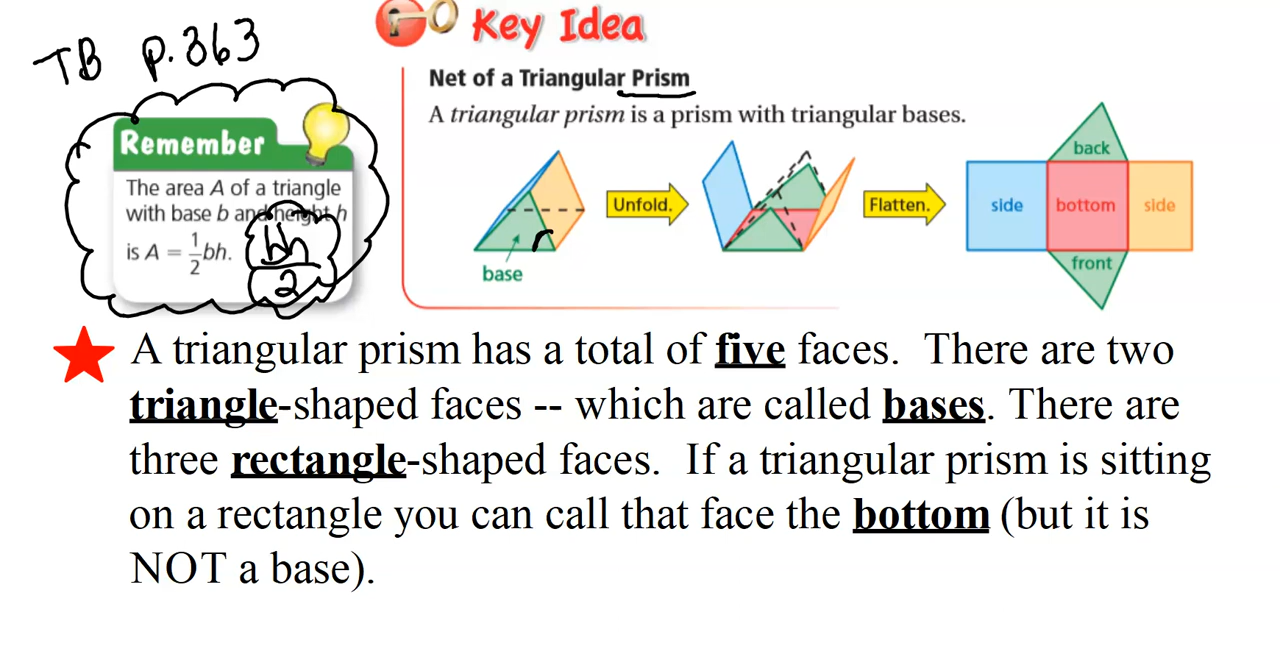 TB p.363
Key Idea
Net of a Triangular Prism
A triangular prism is a prism with triangular bases.
Remember
The area A of a triangle
with base b and height h
is A = 1/2 bh.
bh/2
base
Unfold.
Flatten.
back
side bottom side
front
A triangular prism has a total of five faces. There are two
triangle-shaped faces -- which are called bases. There are
three rectangle-shaped faces. If a triangular prism is sitting
on a rectangle you can call that face the bottom (but it is
NOT a base).